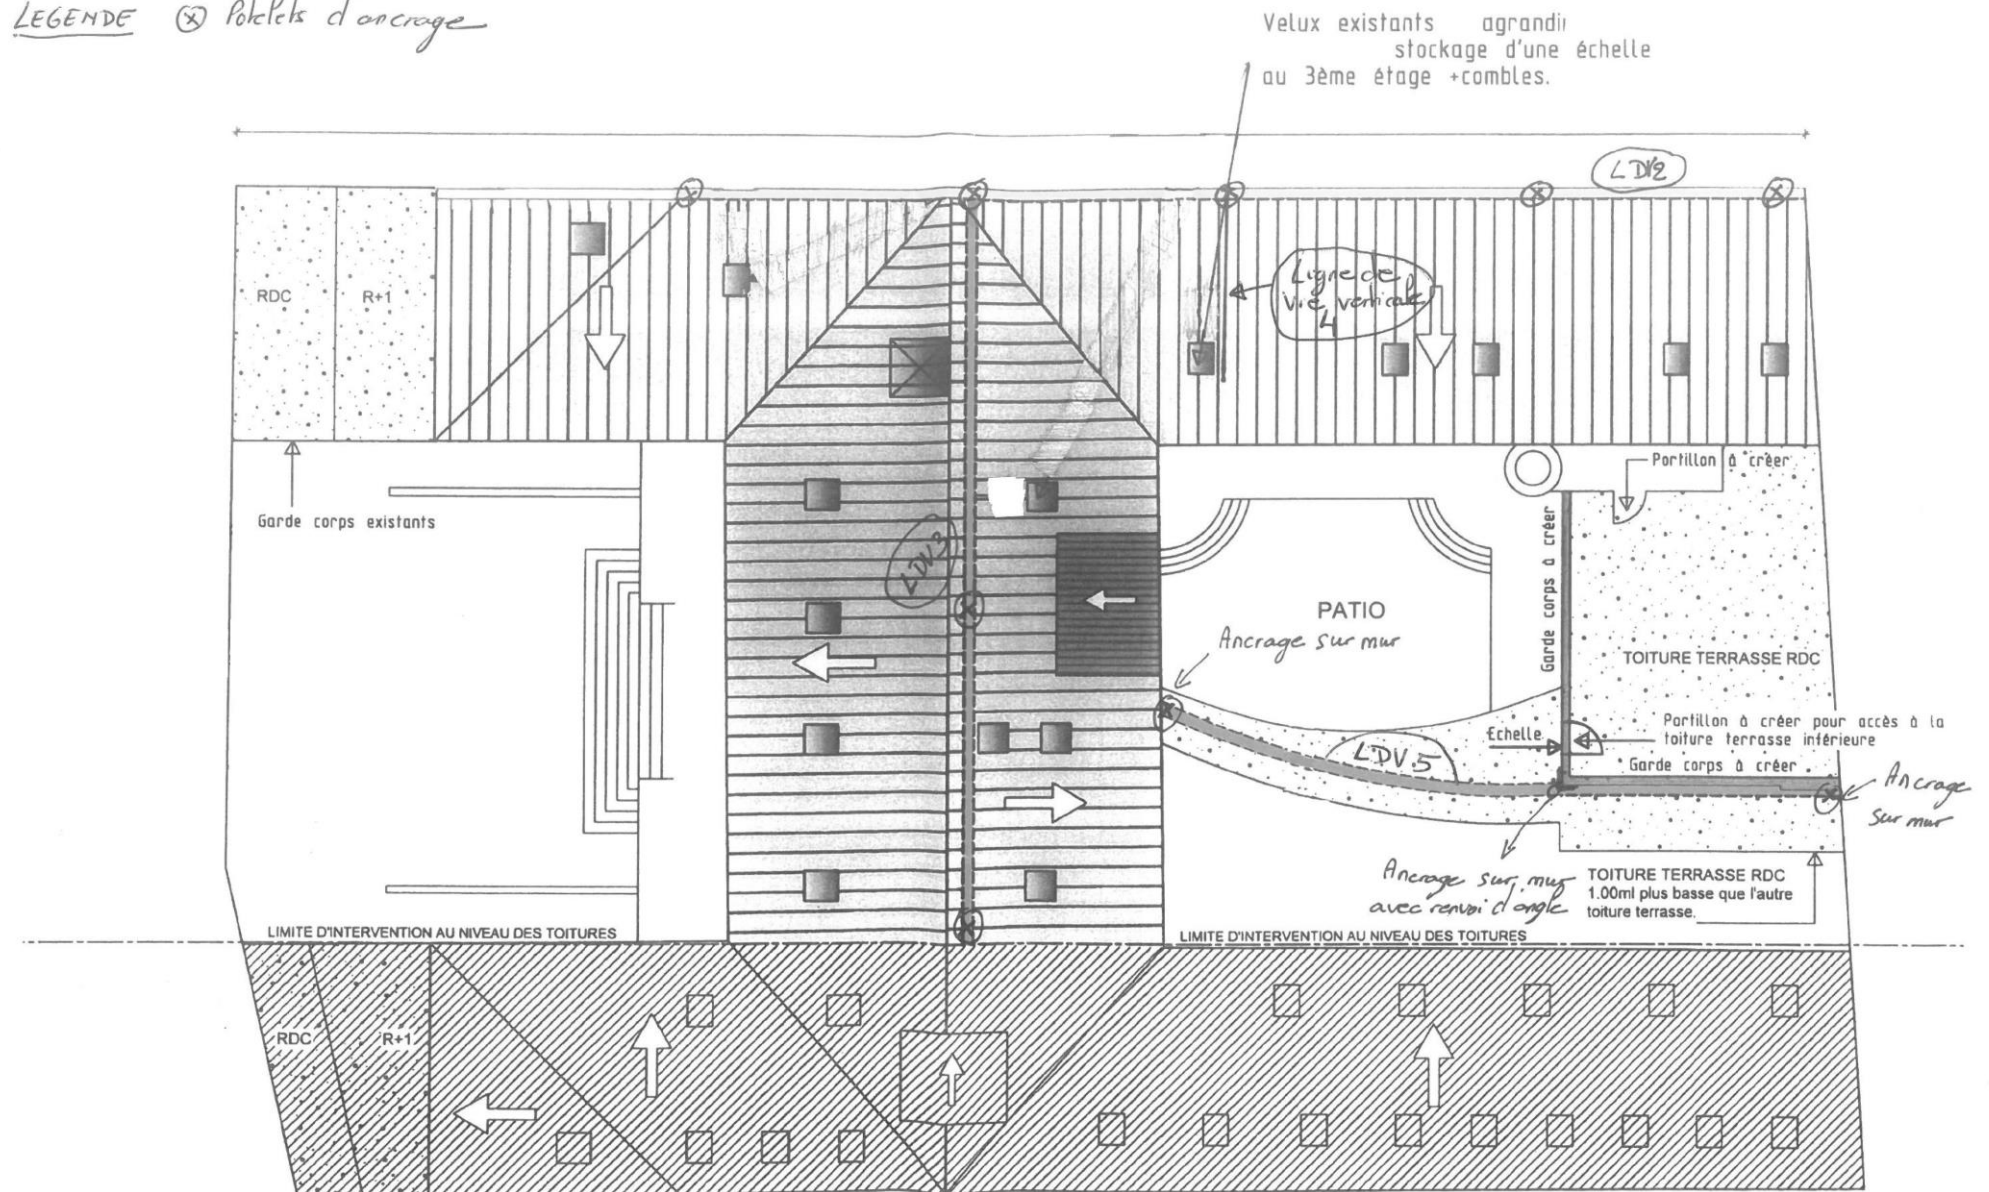 LEGENDE ⊗ Potelets d'ancrage
Velux existants agrandir
stockage d'une échelle
au 3ème étage +combles.
LDV2
RDC
R+1
Ligne de
vie verticale
4
Portillon à créer
Garde corps existants
Garde corps à créer
LDV3
PATIO
Ancrage sur mur
TOITURE TERRASSE RDC
Echelle
Portillon à créer pour accès à la
toiture terrasse inférieure
LDV.5
Garde corps à créer
Ancrage
sur mur
Ancrage sur mur
avec renvoi d'angle
TOITURE TERRASSE RDC
1.00ml plus basse que l'autre
toiture terrasse.
LIMITE D'INTERVENTION AU NIVEAU DES TOITURES
LIMITE D'INTERVENTION AU NIVEAU DES TOITURES
RDC
R+1